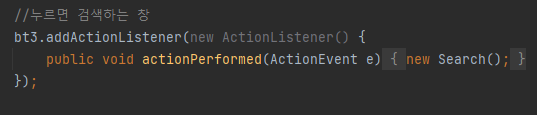 //누르면 검색하는 창
bt3.addActionListener(new ActionListener() {
    public void actionPerformed(ActionEvent e) { new Search(); }
});